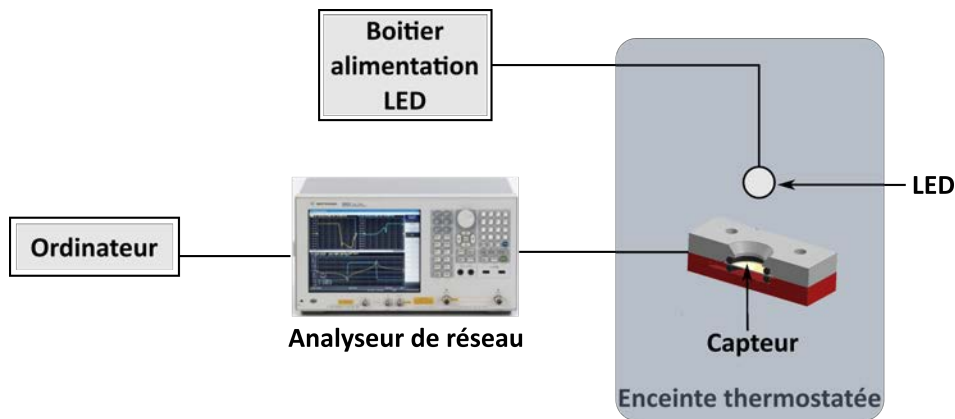 Boitier
alimentation
LED
LED
Ordinateur
Analyseur de réseau
Capteur
Enceinte thermostatée